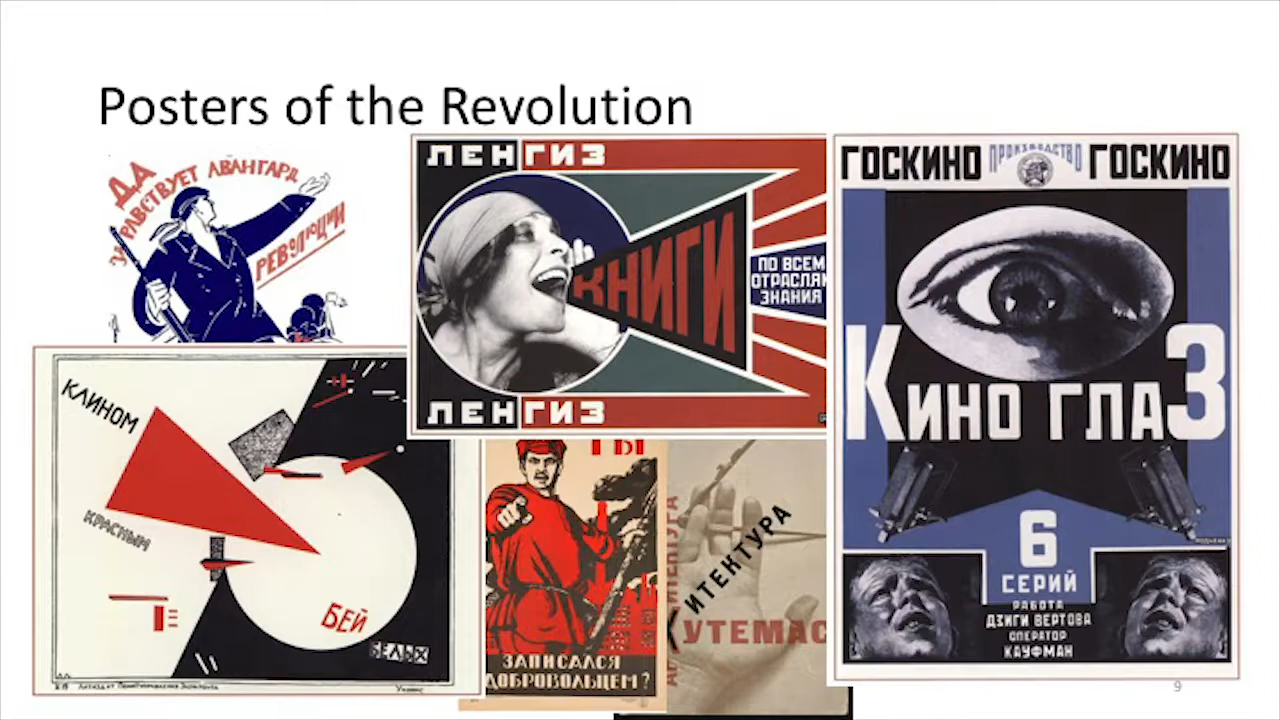 Posters of the Revolution
ДА
ЗДРАВСТВУЕТ АВАНГАРД
РЕВОЛЮЦИИ
ЛЕНГИЗ
КНИГИ
ПО ВСЕМ
ОТРАСЛЯМ
ЗНАНИЯ
ЛЕНГИЗ
ГОСКИНО ПРОИЗВОДСТВО ГОСКИНО
КИНО ГЛАЗ
6
СЕРИЙ
РАБОТА
ДЗИГИ ВЕРТОВА
ОПЕРАТОР
КАУФМАН
КЛИНОМ
КРАСНЫМ
БЕЙ
БЕЛЫХ
ТЫ
ЗАПИСАЛСЯ
ДОБРОВОЛЬЦЕМ?
ИТЕКТУРА
ХУТЕМАС
9